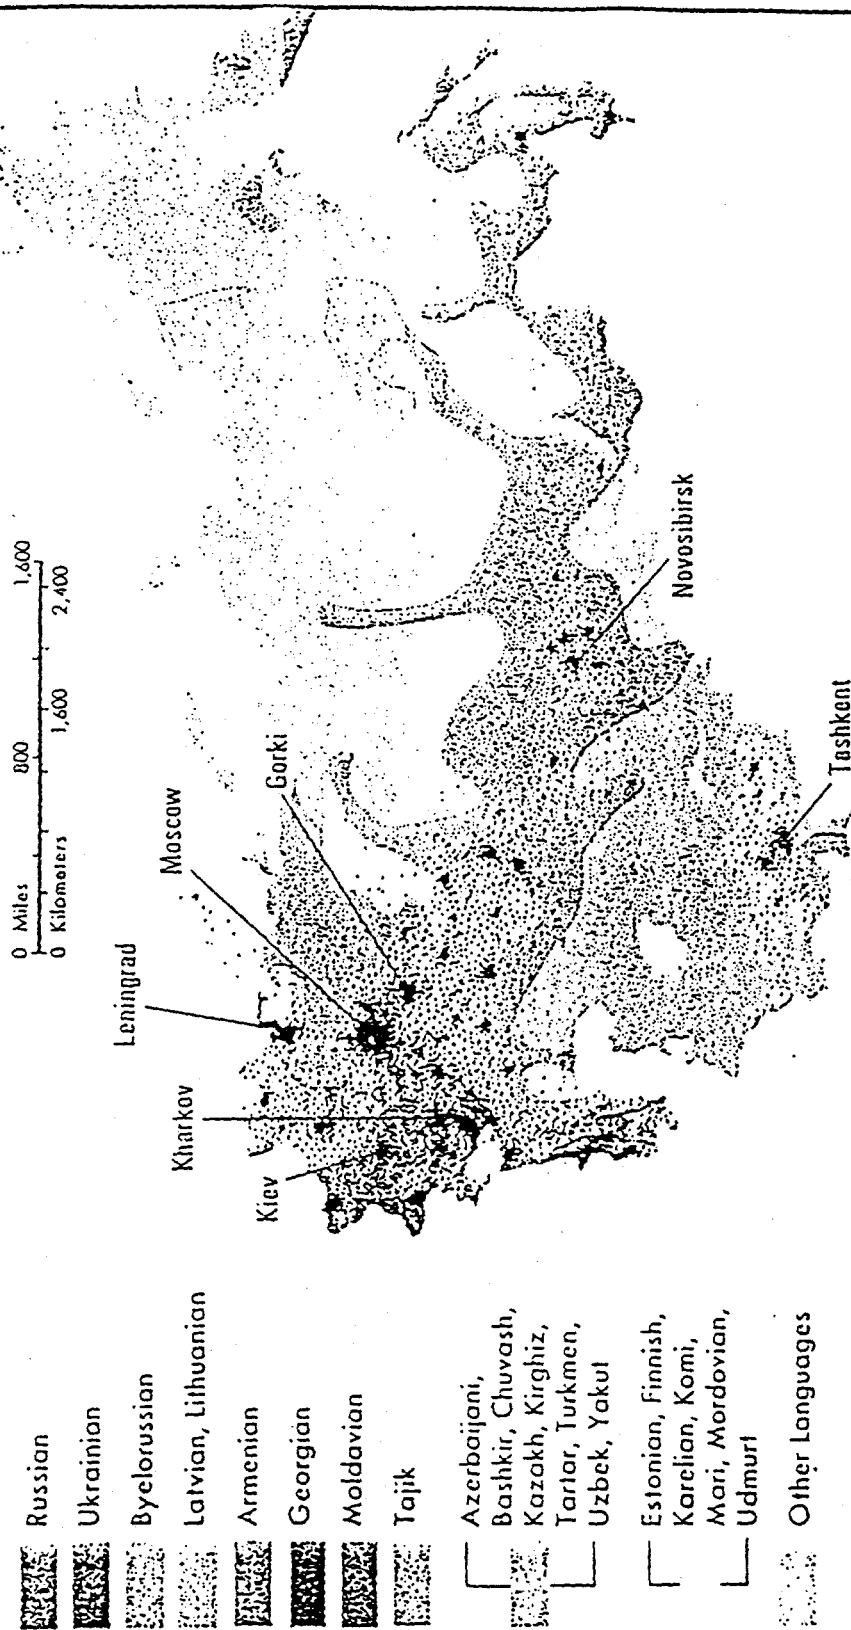 Russian
Ukrainian
Byelorussian
Latvian, Lithuanian
Armenian
Georgian
Moldavian
Tajik
Azerbaijani,
Bashkir, Chuvash,
Kazakh, Kirghiz,
Tartar, Turkmen,
Uzbek, Yakut
Estonian, Finnish,
Karelian, Komi,
Mari, Mordovian,
Udmurt
Other Languages
0 Miles 800 1,600
0 Kilometers 1,600 2,400
Leningrad
Moscow
Gorki
Kharkov
Kiev
Novosibirsk
Tashkent